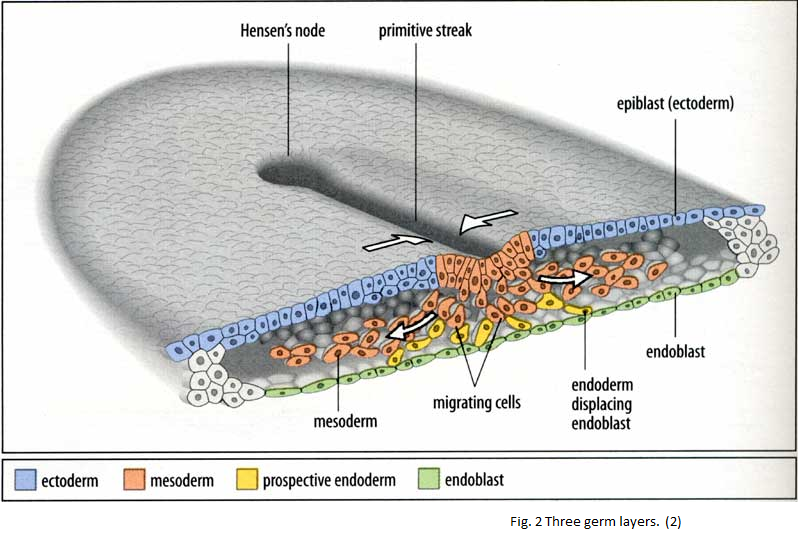 Hensen's node
primitive streak
epiblast (ectoderm)
endoblast
endoderm
displacing
endoblast
migrating cells
mesoderm
ectoderm
mesoderm
prospective endoderm
endoblast
Fig. 2 Three germ layers. (2)